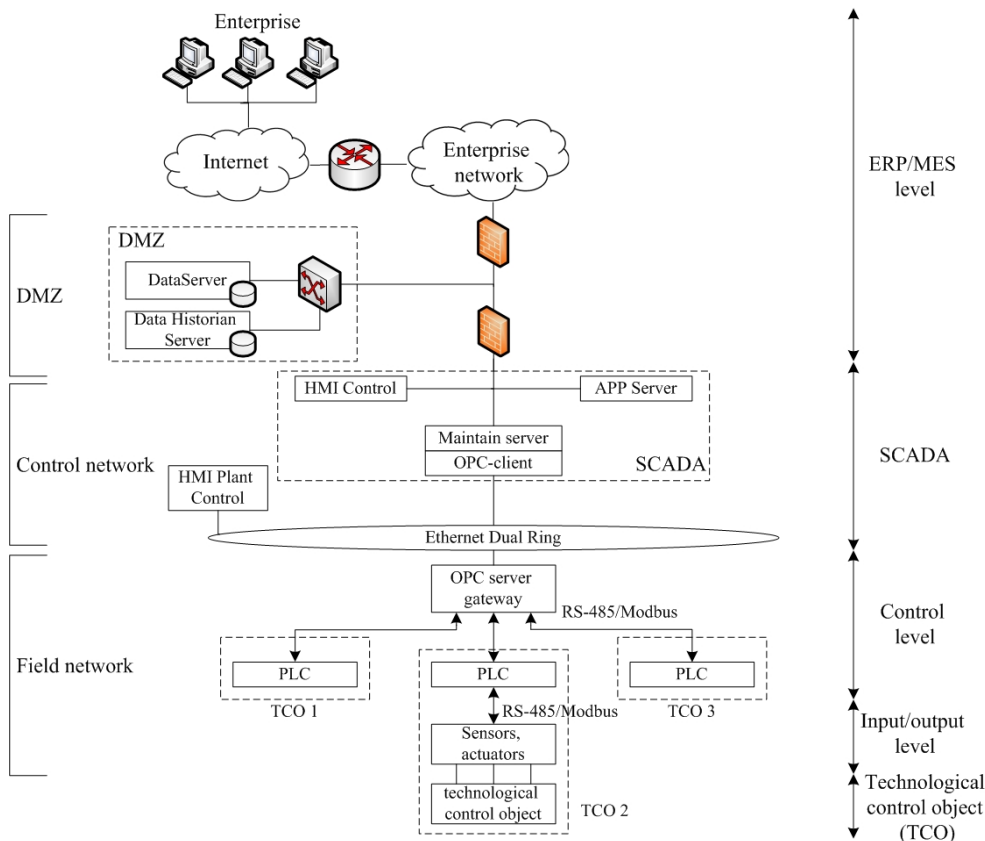 Enterprise
Internet
Enterprise
network
ERP/MES
level
DMZ
DMZ
DataServer
Data Historian
Server
HMI Control
APP Server
Maintain server
OPC-client
SCADA
SCADA
Control network
HMI Plant
Control
Ethernet Dual Ring
OPC server
gateway
RS-485/Modbus
Control
level
Field network
PLC
PLC
PLC
TCO 1
RS-485/Modbus
TCO 3
Input/output
level
Sensors,
actuators
technological
control object
TCO 2
Technological
control object
(TCO)